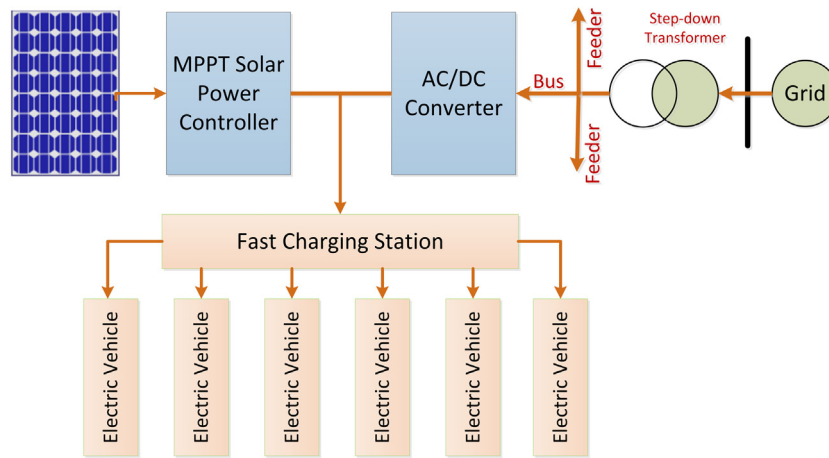 MPPT Solar
Power
Controller
AC/DC
Converter
Bus
Feeder
Feeder
Step-down
Transformer
Grid
Fast Charging Station
Electric Vehicle
Electric Vehicle
Electric Vehicle
Electric Vehicle
Electric Vehicle
Electric Vehicle